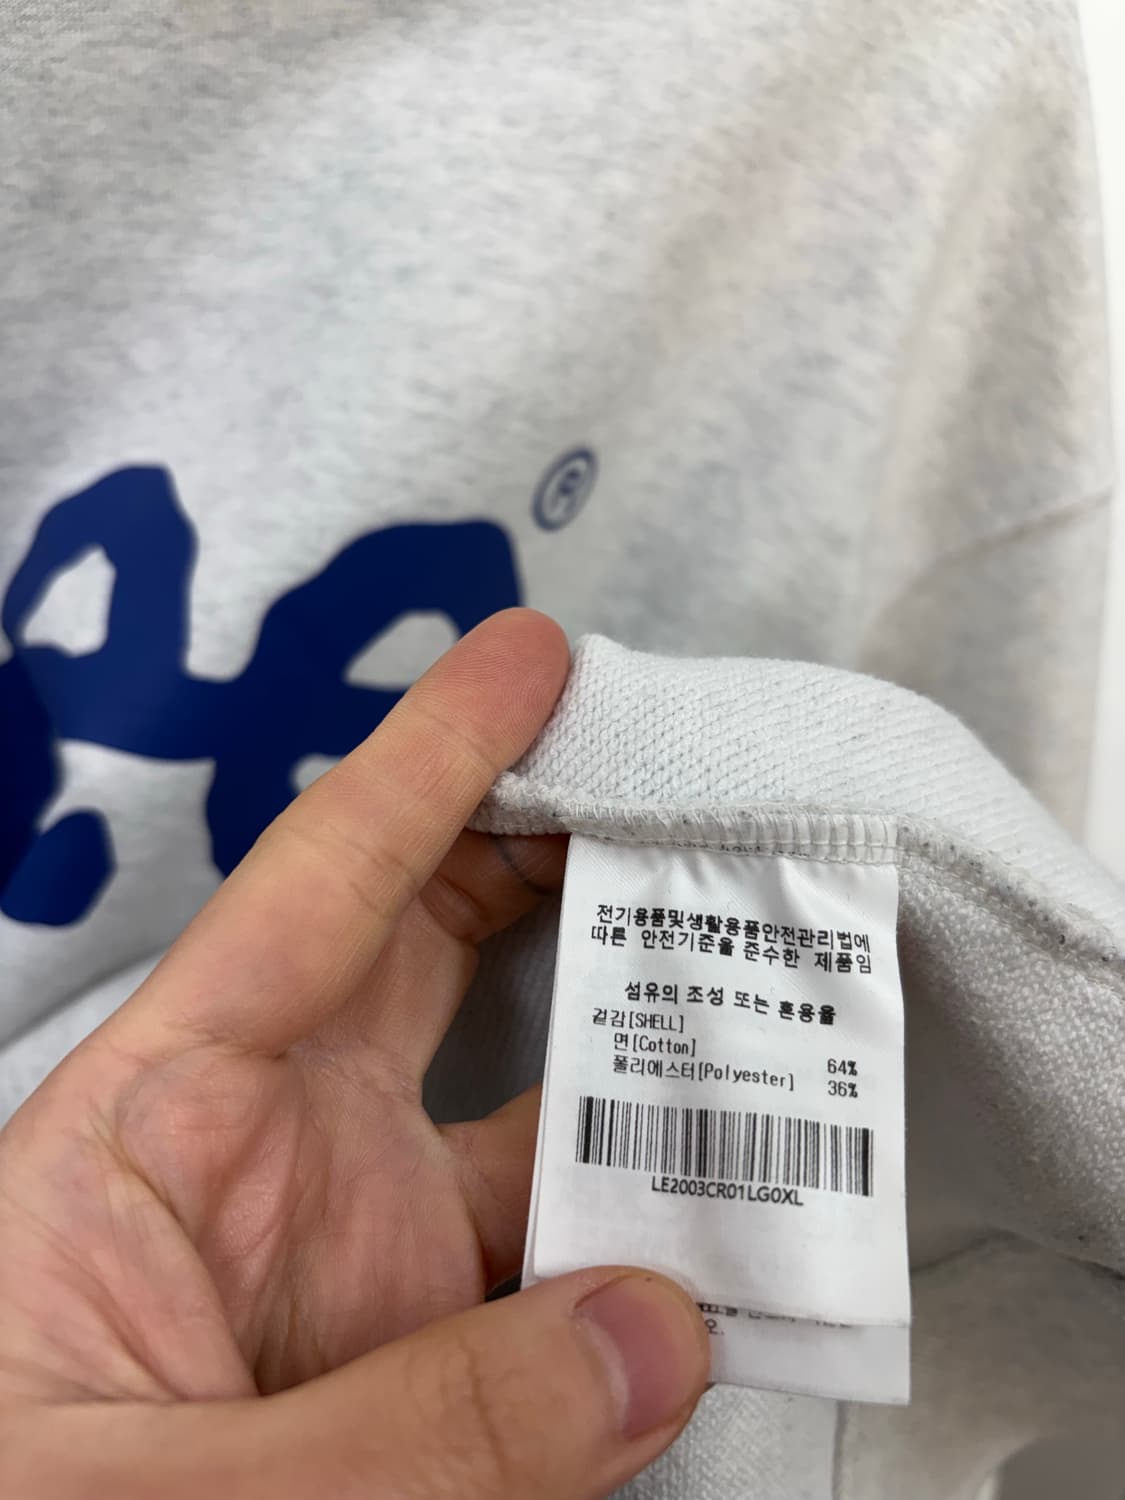 ®
전기용품및생활용품안전관리법에
따른 안전기준을 준수한 제품임
섬유의 조성 또는 혼용율
겉감[SHELL]
면[Cotton] 64%
폴리에스터[Polyester] 36%
LE2003CR01LG0XL
오.